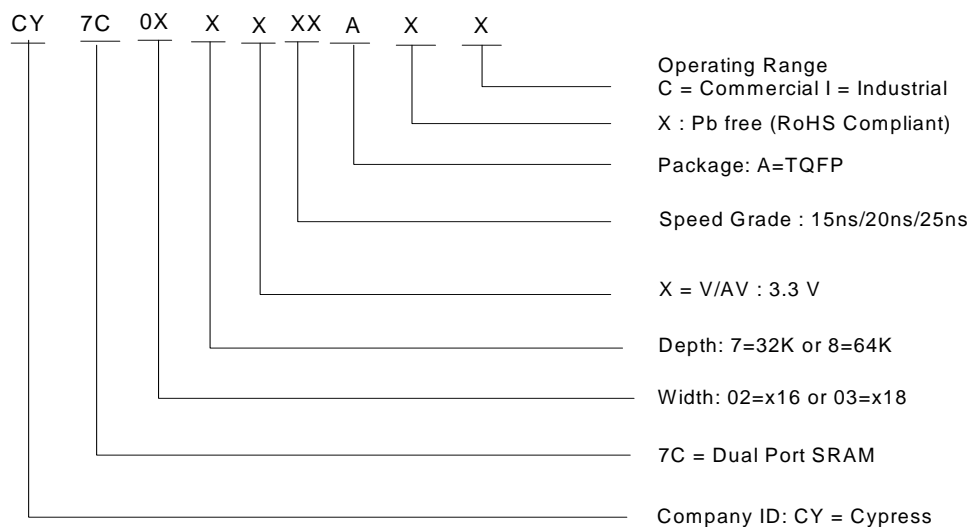 CY 7C 0X X X XX A X X
Operating Range
C = Commercial I = Industrial
X : Pb free (RoHS Compliant)
Package: A=TQFP
Speed Grade : 15ns/20ns/25ns
X = V/AV : 3.3 V
Depth: 7=32K or 8=64K
Width: 02=x16 or 03=x18
7C = Dual Port SRAM
Company ID: CY = Cypress